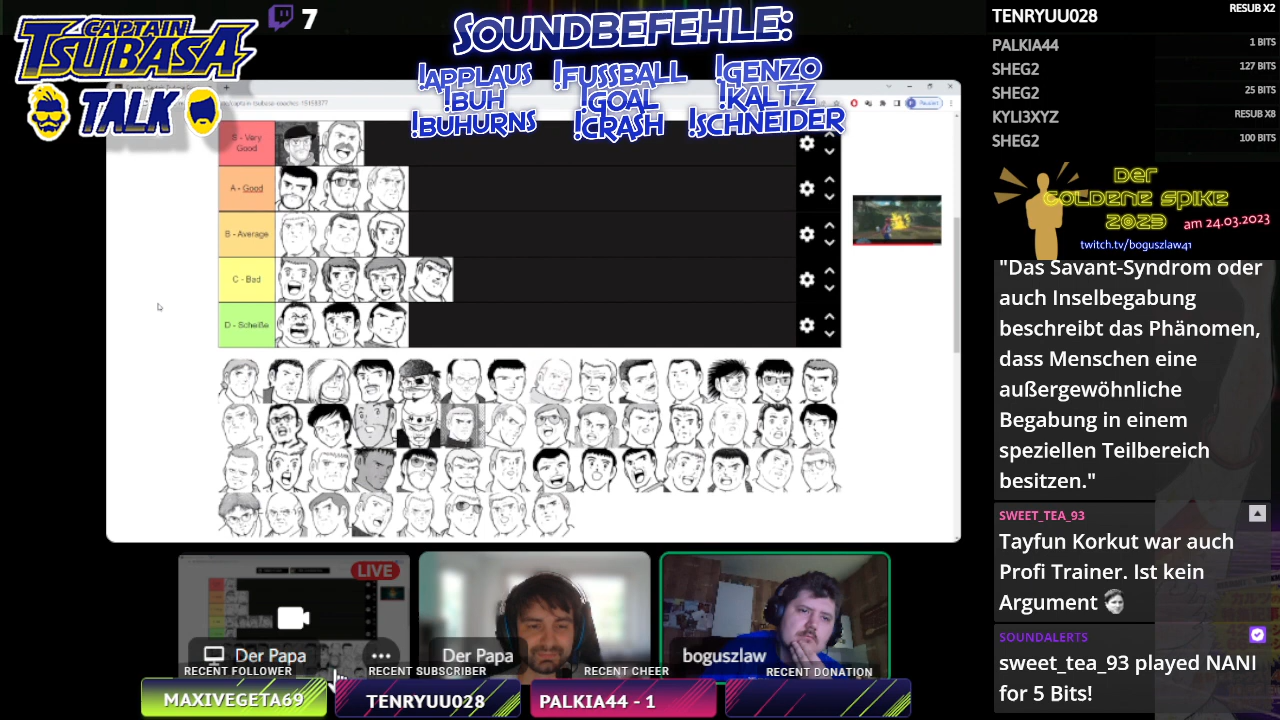 CAPTAIN
TSUBASA
TALK
7
SOUNDBEFEHLE:
!APPLAUS !FUSSBALL !GENZO
!BUH !GOAL !KALTZ
!BUHURNS !CRASH !SCHNEIDER
TENRYUU028 RESUB X2
PALKIA44 1 BITS
SHEG2 127 BITS
SHEG2 25 BITS
KYLI3XYZ RESUB X8
SHEG2 100 BITS
DER
GOLDENE SPIKE
2023 am 24.03.2023
twitch.tv/boguszlaw41
S - Very
Good
A - Good
B - Average
C - Bad
D - Scheiße
"Das Savant-Syndrom oder
auch Inselbegabung
beschreibt das Phänomen,
dass Menschen eine
außergewöhnliche
Begabung in einem
speziellen Teilbereich
besitzen."
SWEET_TEA_93
Tayfun Korkut war auch
Profi Trainer. Ist kein
Argument
SOUNDALERTS
sweet_tea_93 played NANI
for 5 Bits!
LIVE
Der Papa
Der Papa
boguszlaw
RECENT FOLLOWER RECENT SUBSCRIBER RECENT CHEER RECENT DONATION
MAXIVEGETA69 TENRYUU028 PALKIA44 - 1